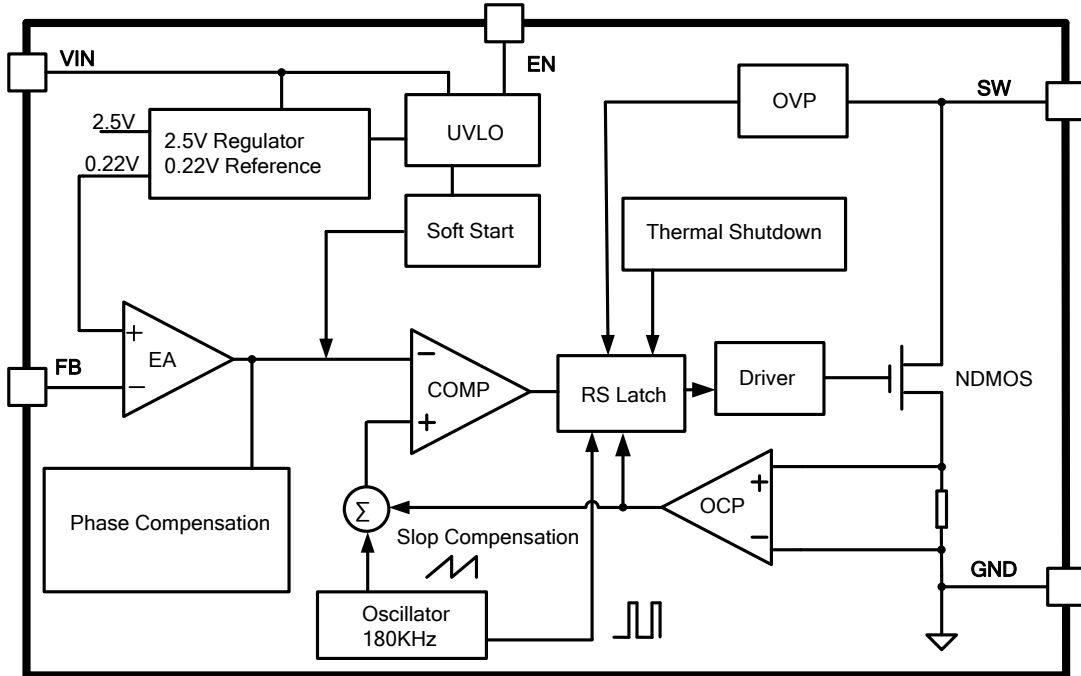 VIN
EN
SW
OVP
2.5V
2.5V Regulator
0.22V
0.22V Reference
UVLO
Soft Start
Thermal Shutdown
+
EA
−
FB
−
COMP
+
RS Latch
Driver
NDMOS
Phase Compensation
Σ
Slop Compensation
+
OCP
−
GND
Oscillator
180KHz